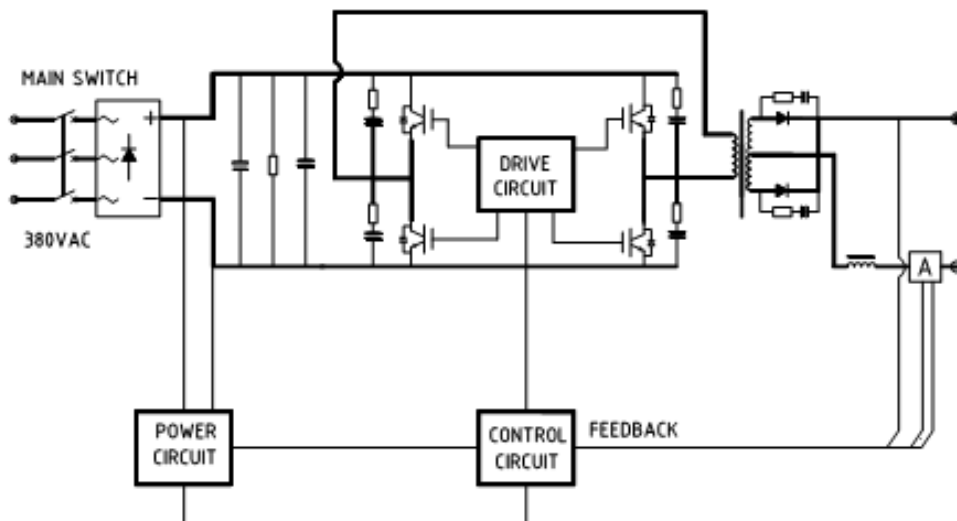 MAIN SWITCH
+
−
380VAC
DRIVE
CIRCUIT
A
POWER
CIRCUIT
CONTROL
CIRCUIT
FEEDBACK